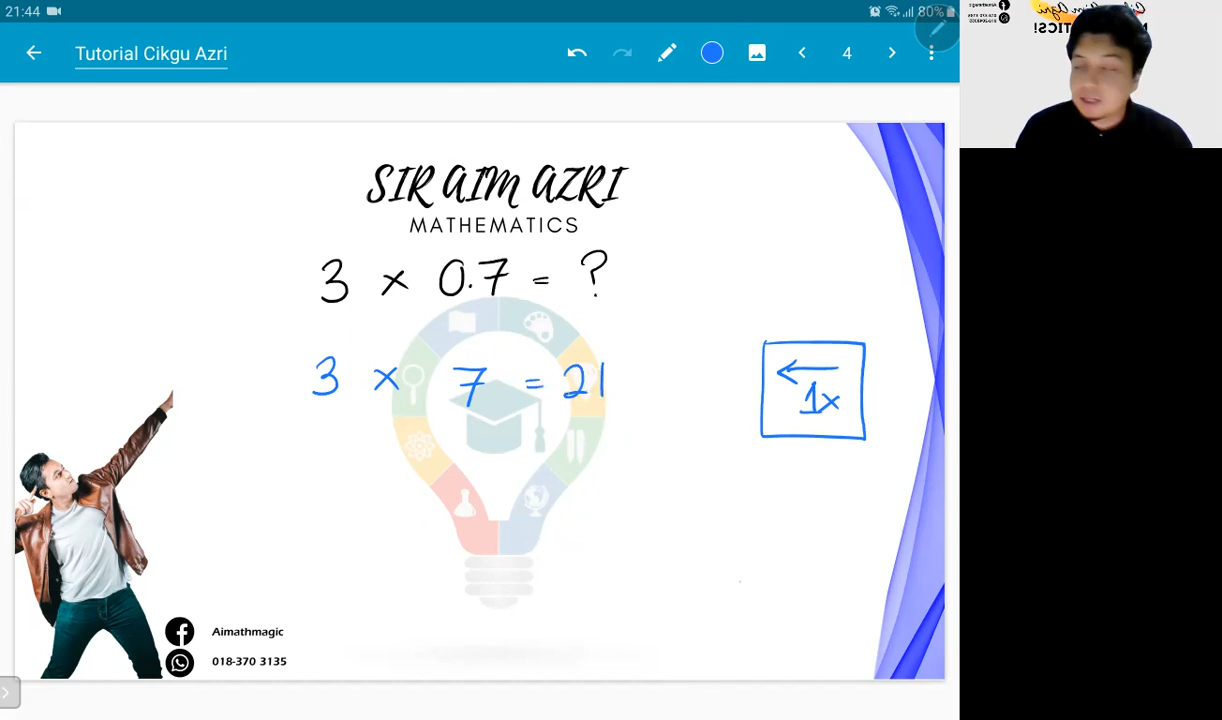 21:44
80%
Tutorial Cikgu Azri
4
SIR AIM AZRI
MATHEMATICS
3 × 0.7 = ?
3 × 7 = 21
1x
Aimathmagic
018-370 3135